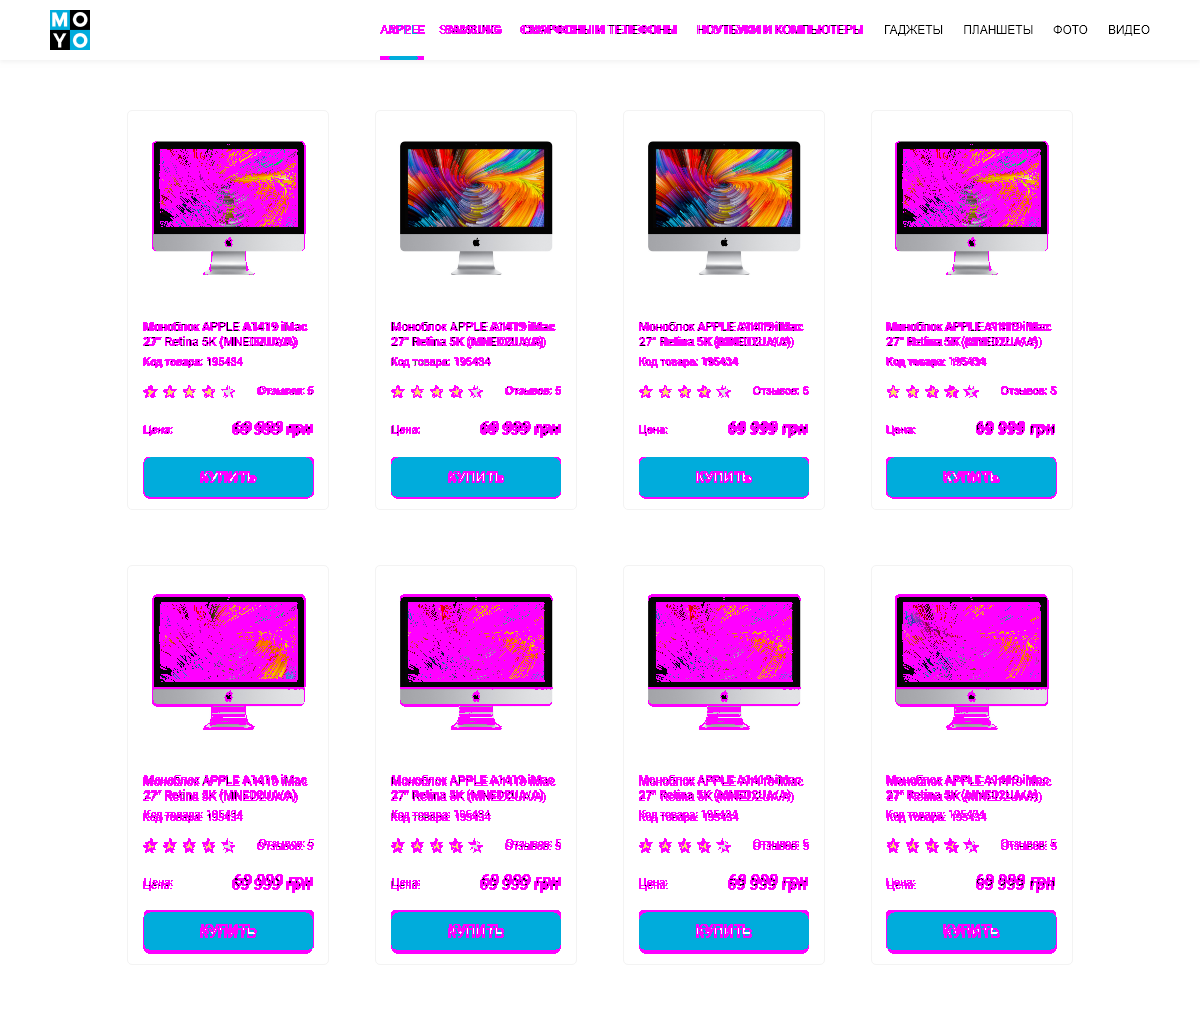 MO
YO
APPLE SAMSUNG СМАРФОНЫ И ТЕЛЕФОНЫ НОУТБУКИ И КОМПЬЮТЕРЫ ГАДЖЕТЫ ПЛАНШЕТЫ ФОТО ВИДЕО
Моноблок APPLE A1419 iMac Моноблок APPLE A1419 iMac Моноблок APPLE A1419 iMac Моноблок APPLE A1419 iMac
27" Retina 5K (MNED2UA/A) 27" Retina 5K (MNED2UA/A) 27" Retina 5K (MNED2UA/A) 27" Retina 5K (MNED2UA/A)
Код товара: 195434 Код товара: 195434 Код товара: 195434 Код товара: 195434
Отзывов: 5 Отзывов: 5 Отзывов: 5 Отзывов: 5
Цена: 69 999 грн Цена: 69 999 грн Цена: 69 999 грн Цена: 69 999 грн
КУПИТЬ КУПИТЬ КУПИТЬ КУПИТЬ
Моноблок APPLE A1419 iMac Моноблок APPLE A1419 iMac Моноблок APPLE A1419 iMac Моноблок APPLE A1419 iMac
27" Retina 5K (MNED2UA/A) 27" Retina 5K (MNED2UA/A) 27" Retina 5K (MNED2UA/A) 27" Retina 5K (MNED2UA/A)
Код товара: 195434 Код товара: 195434 Код товара: 195434 Код товара: 195434
Отзывов: 5 Отзывов: 5 Отзывов: 5 Отзывов: 5
Цена: 69 999 грн Цена: 69 999 грн Цена: 69 999 грн Цена: 69 999 грн
КУПИТЬ КУПИТЬ КУПИТЬ КУПИТЬ